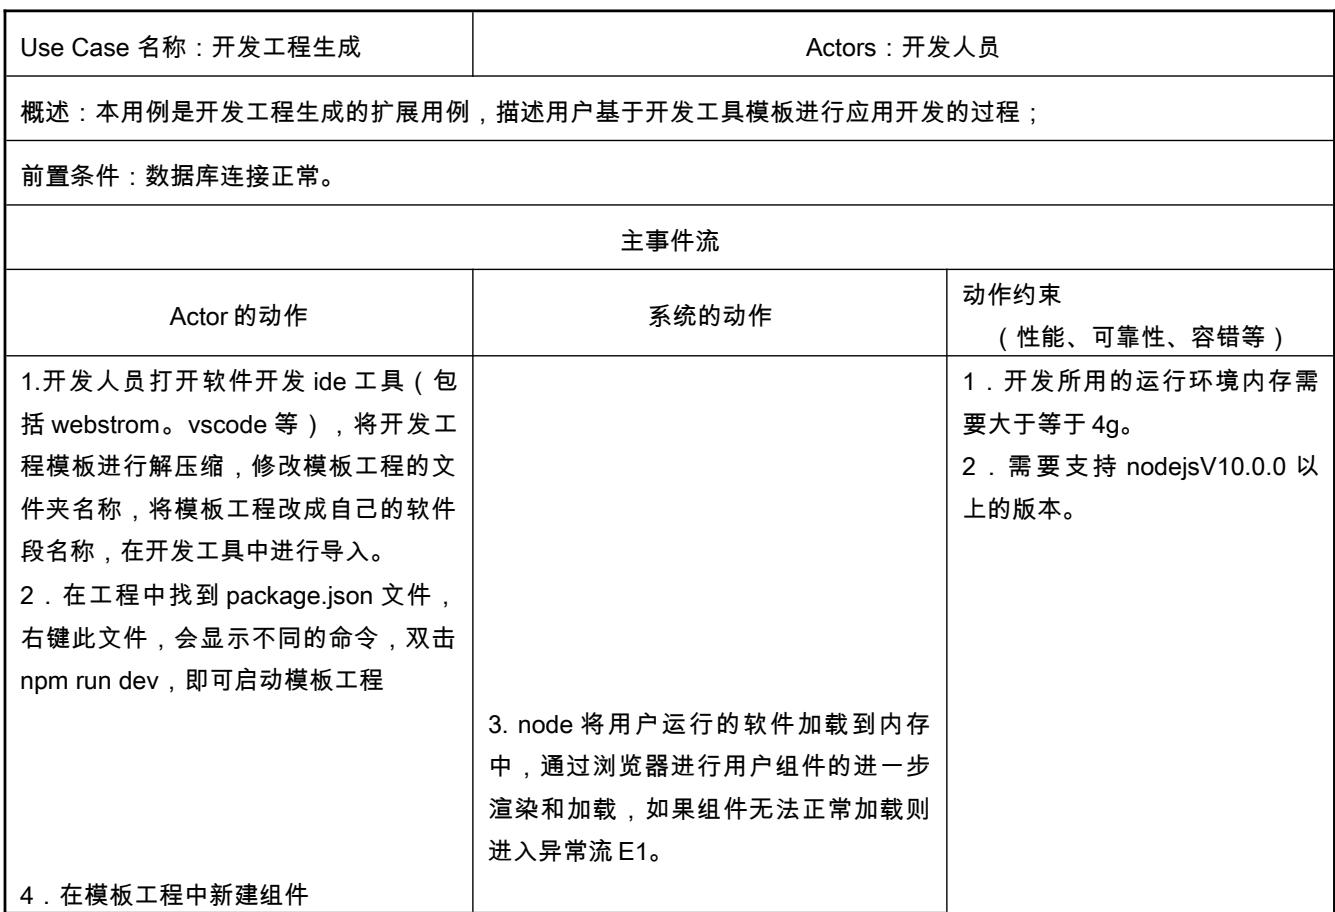 Use Case 名称：开发工程生成
Actors：开发人员
概述：本用例是开发工程生成的扩展用例，描述用户基于开发工具模板进行应用开发的过程；
前置条件：数据库连接正常。
主事件流
Actor 的动作
系统的动作
动作约束
（性能、可靠性、容错等）
1.开发人员打开软件开发 ide 工具（包
括 webstrom。vscode 等），将开发工
程模板进行解压缩，修改模板工程的文
件夹名称，将模板工程改成自己的软件
段名称，在开发工具中进行导入。
2．在工程中找到 package.json 文件，
右键此文件，会显示不同的命令，双击
npm run dev，即可启动模板工程
3. node 将用户运行的软件加载到内存
中，通过浏览器进行用户组件的进一步
渲染和加载，如果组件无法正常加载则
进入异常流 E1。
4．在模板工程中新建组件
1．开发所用的运行环境内存需
要大于等于 4g。
2．需要支持 nodejsV10.0.0 以
上的版本。